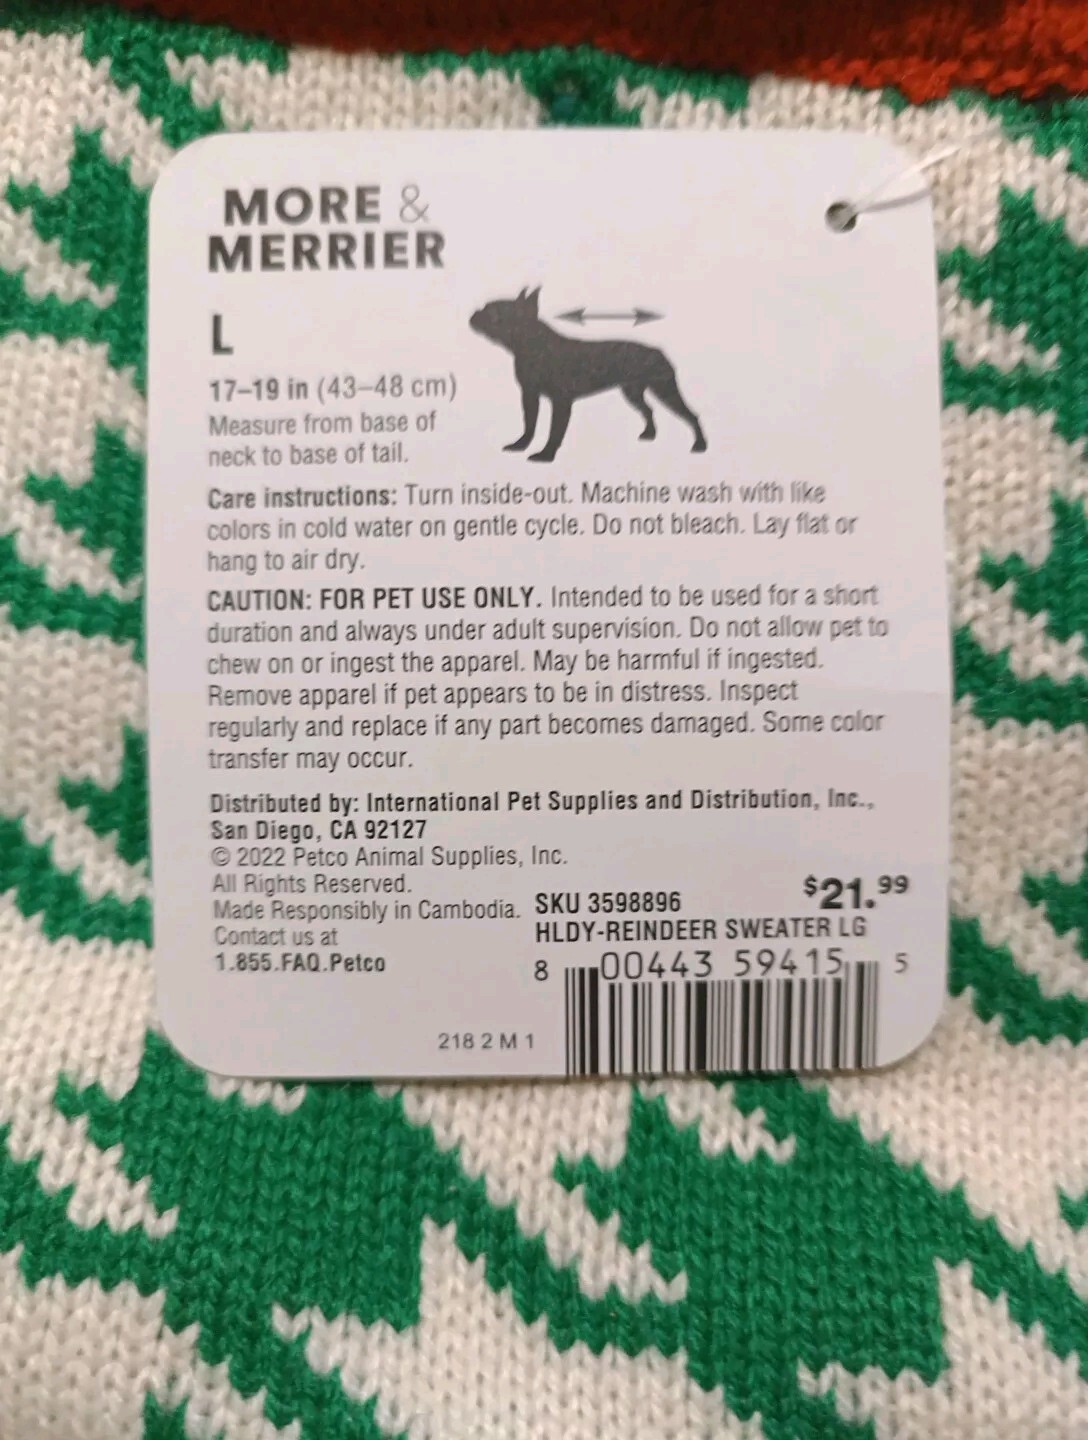 MORE &
MERRIER
L
17–19 in (43–48 cm)
Measure from base of
neck to base of tail.
Care instructions: Turn inside-out. Machine wash with like
colors in cold water on gentle cycle. Do not bleach. Lay flat or
hang to air dry.
CAUTION: FOR PET USE ONLY. Intended to be used for a short
duration and always under adult supervision. Do not allow pet to
chew on or ingest the apparel. May be harmful if ingested.
Remove apparel if pet appears to be in distress. Inspect
regularly and replace if any part becomes damaged. Some color
transfer may occur.
Distributed by: International Pet Supplies and Distribution, Inc.,
San Diego, CA 92127
© 2022 Petco Animal Supplies, Inc.
All Rights Reserved.
Made Responsibly in Cambodia.
Contact us at
1.855.FAQ.Petco
SKU 3598896 $21.99
HLDY-REINDEER SWEATER LG
8 00443 59415 5
218 2 M 1